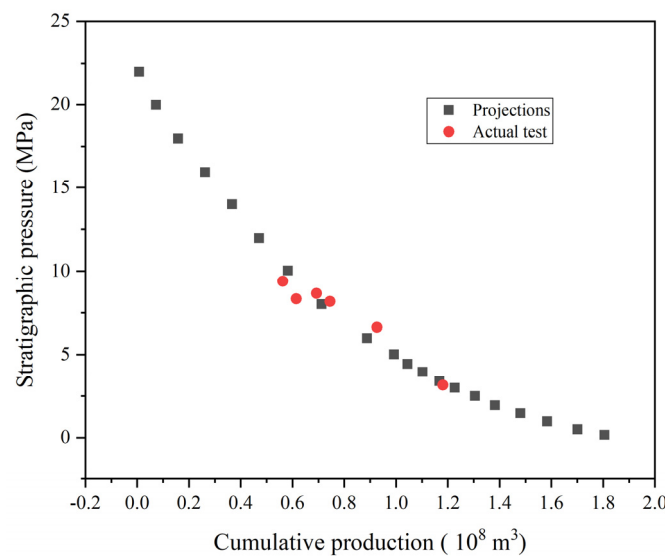 25
20
15
10
5
0
Stratigraphic pressure (MPa)
Projections
Actual test
-0.2 0.0 0.2 0.4 0.6 0.8 1.0 1.2 1.4 1.6 1.8 2.0
Cumulative production ( 10⁸ m³)